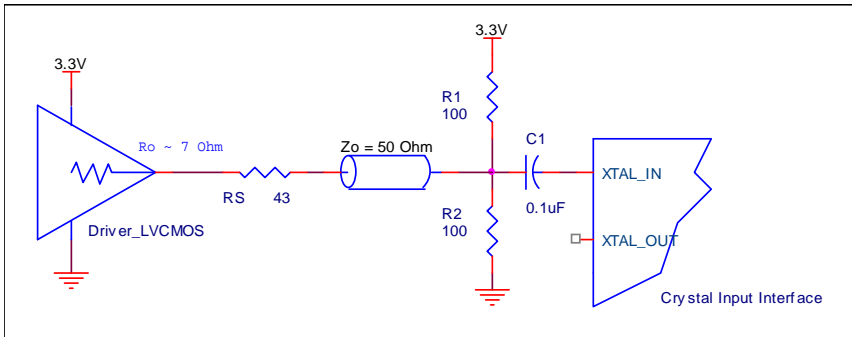 3.3V
3.3V
R1
100
Ro ~ 7 Ohm
Zo = 50 Ohm
C1
XTAL_IN
RS 43
0.1uF
R2
100
XTAL_OUT
Driver_LVCMOS
Crystal Input Interface